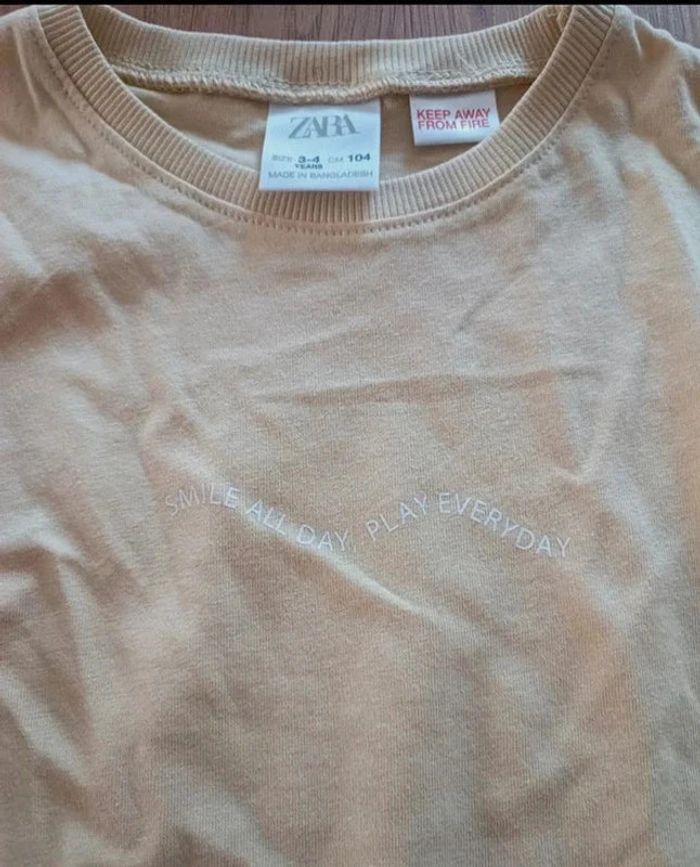 ZARA
SIZE 3-4 CM 104
YEARS
MADE IN BANGLADESH
KEEP AWAY
FROM FIRE
SMILE ALL DAY, PLAY EVERYDAY